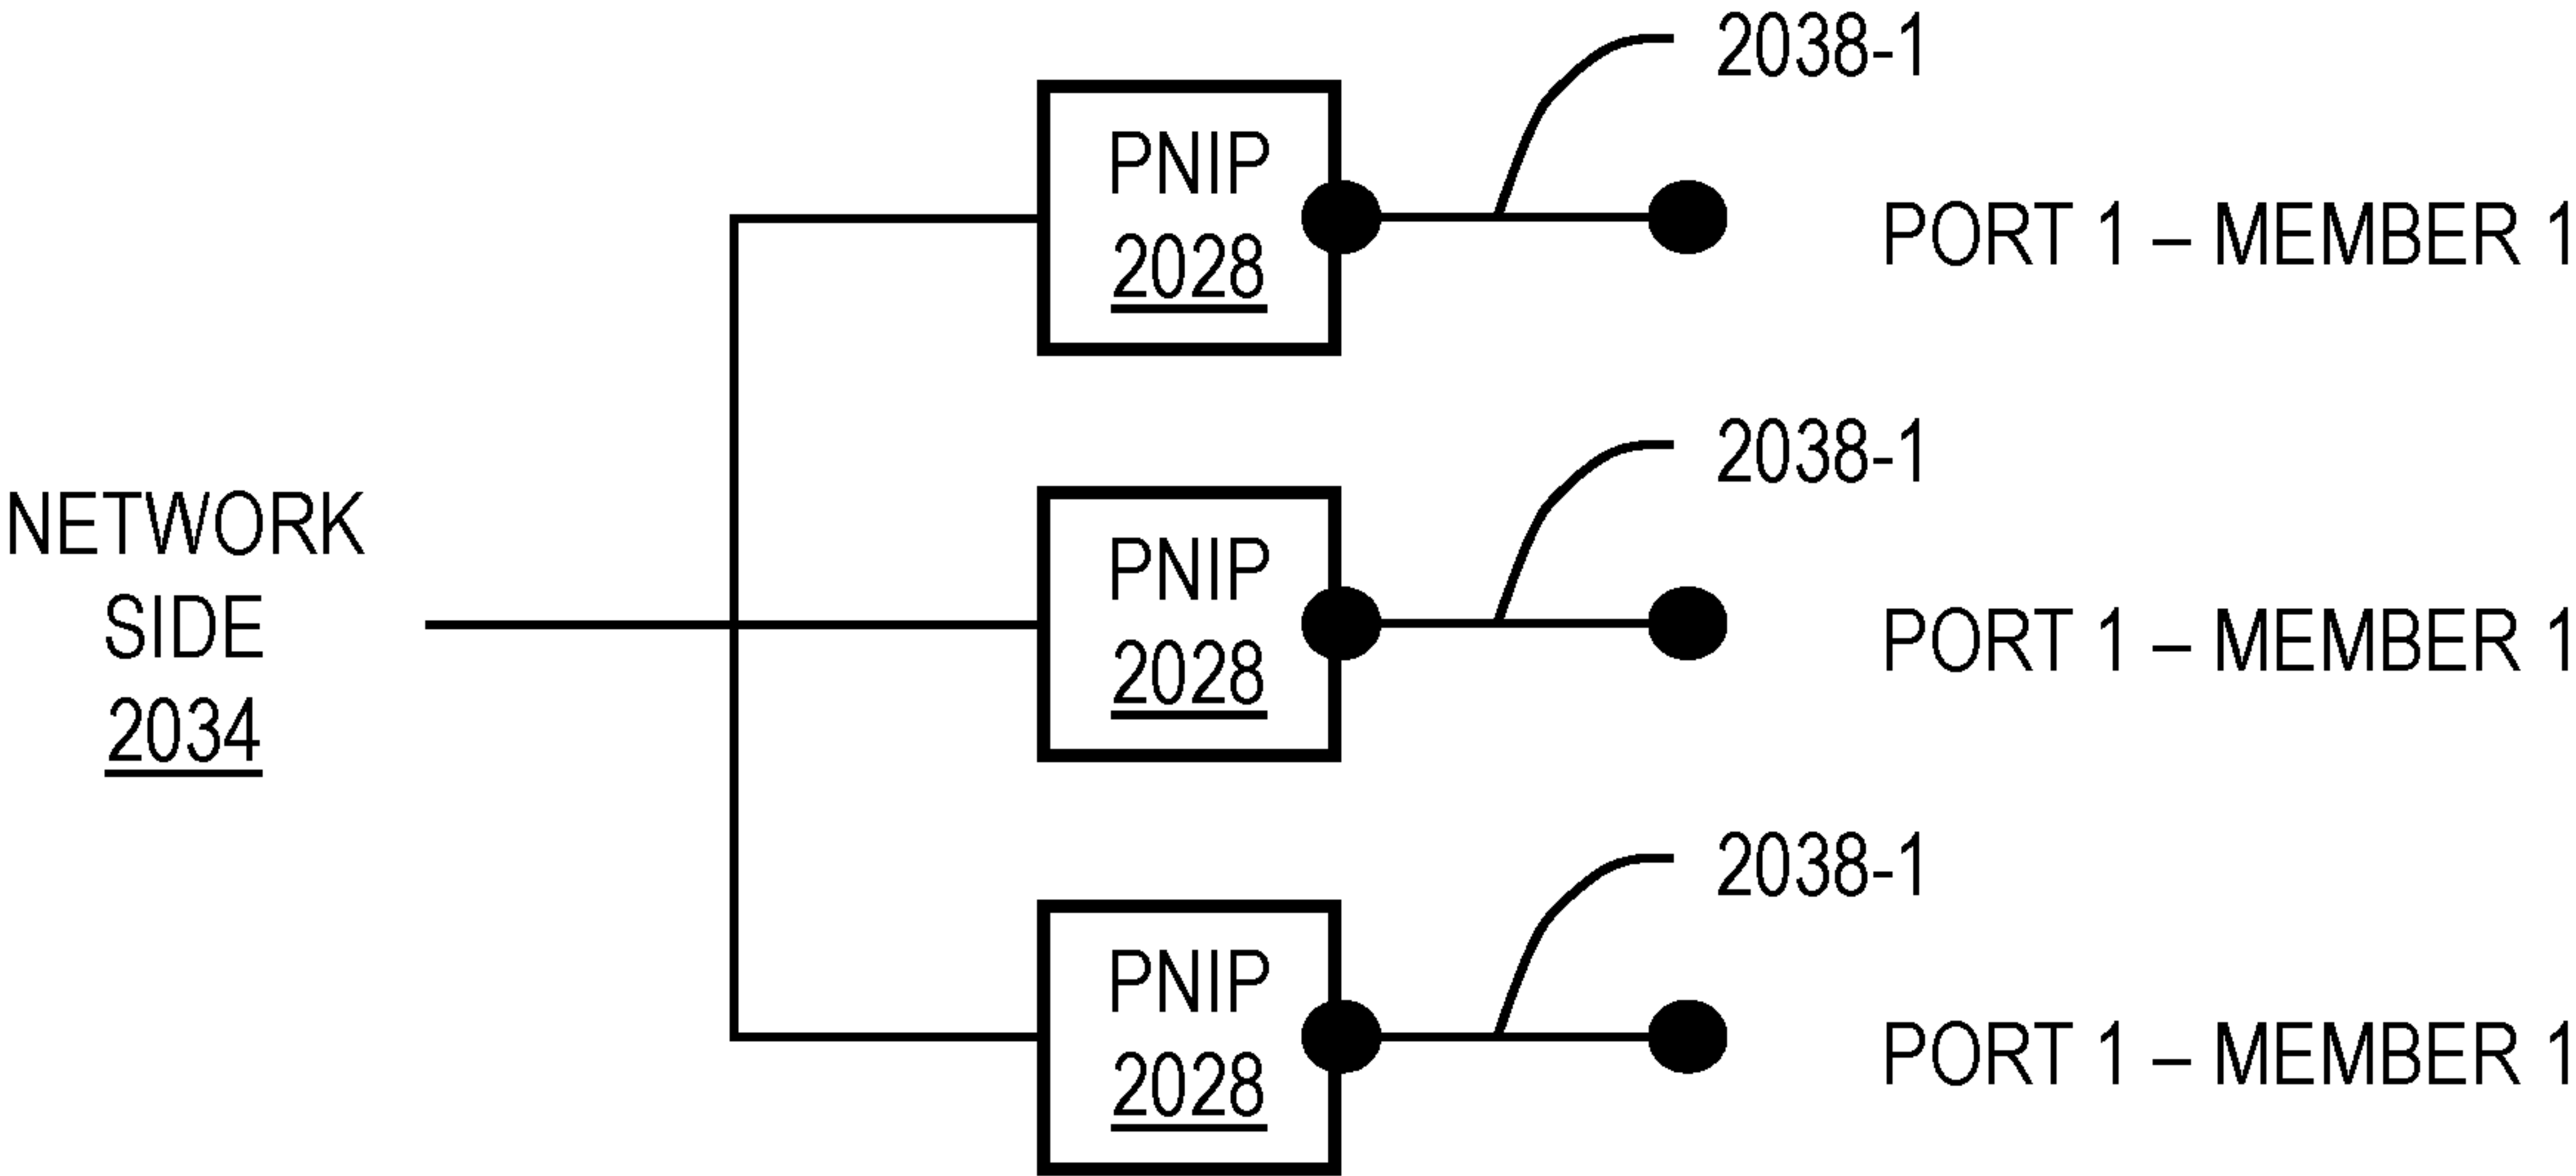 2038-1
PNIP
2028
PORT 1 – MEMBER 1
2038-1
NETWORK
SIDE
2034
PNIP
2028
PORT 1 – MEMBER 1
2038-1
PNIP
2028
PORT 1 – MEMBER 1